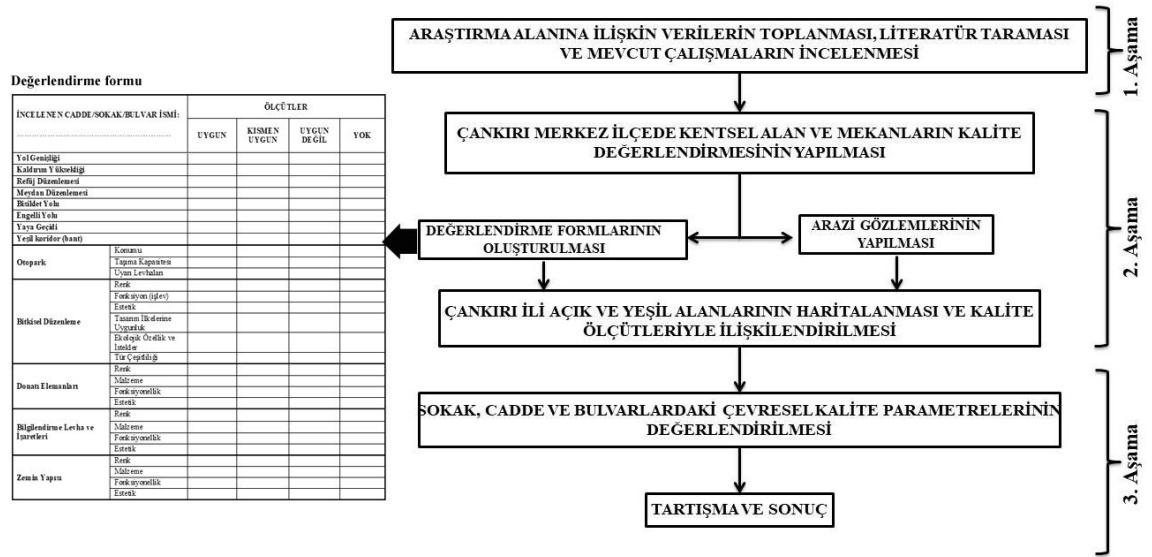 Değerlendirme formu
İNCELENEN CADDE/SOKAK/BULVAR İSMİ:
ÖLÇÜTLER
UYGUN
KISMEN
UYGUN
UYGUN
DEĞİL
YOK
Yol Genişliği
Kaldırım Yüksekliği
Refüj Düzenlemesi
Meydan Düzenlemesi
Bisiklet Yolu
Engelli Yolu
Yaya Geçidi
Yeşil koridor (bant)
Otopark
Konumu
Taşıma Kapasitesi
Uyarı Levhaları
Bitkisel Düzenleme
Renk
Fonksiyon (işlev)
Estetik
Tasarım İlkelerine
Uygunluk
Ekolojik Özellik ve
İstekler
Tür Çeşitliliği
Donatı Elemanları
Renk
Malzeme
Fonksiyonellik
Estetik
Bilgilendirme Levha ve
İşaretleri
Renk
Malzeme
Fonksiyonellik
Estetik
Zemin Yapısı
Renk
Malzeme
Fonksiyonellik
Estetik
ARAŞTIRMA ALANINA İLİŞKİN VERİLERİN TOPLANMASI, LİTERATÜR TARAMASI
VE MEVCUT ÇALIŞMALARIN İNCELENMESİ
1. Aşama
ÇANKIRI MERKEZ İLÇEDE KENTSEL ALAN VE MEKANLARIN KALİTE
DEĞERLENDİRMESİNİN YAPILMASI
DEĞERLENDİRME FORMLARININ
OLUŞTURULMASI
ARAZİ GÖZLEMLERİNİN
YAPILMASI
ÇANKIRI İLİ AÇIK VE YEŞİL ALANLARININ HARİTALANMASI VE KALİTE
ÖLÇÜTLERİYLE İLİŞKİLENDİRİLMESİ
2. Aşama
SOKAK, CADDE VE BULVARLARDAKİ ÇEVRESEL KALİTE PARAMETRELERİNİN
DEĞERLENDİRİLMESİ
TARTIŞMA VE SONUÇ
3. Aşama